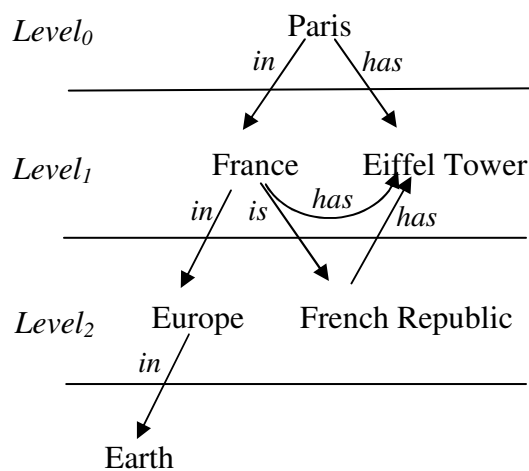 Level0 Paris
in has
Level1 France Eiffel Tower
in is has has
Level2 Europe French Republic
in
Earth